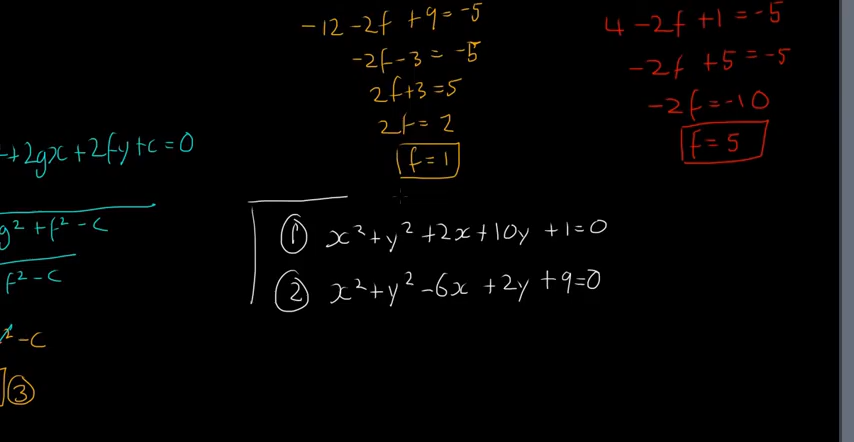 -12 -2f +9 = -5
-2f -3 = -5
2f+3 = 5
2f = 2
f = 1
4 -2f +1 = -5
-2f +5 = -5
-2f = -10
f = 5
+2gx+2fy+c=0
g² + f² - c
f² - c
² - c
③
① x²+y²+2x+10y+1=0
② x²+y²-6x+2y+9=0